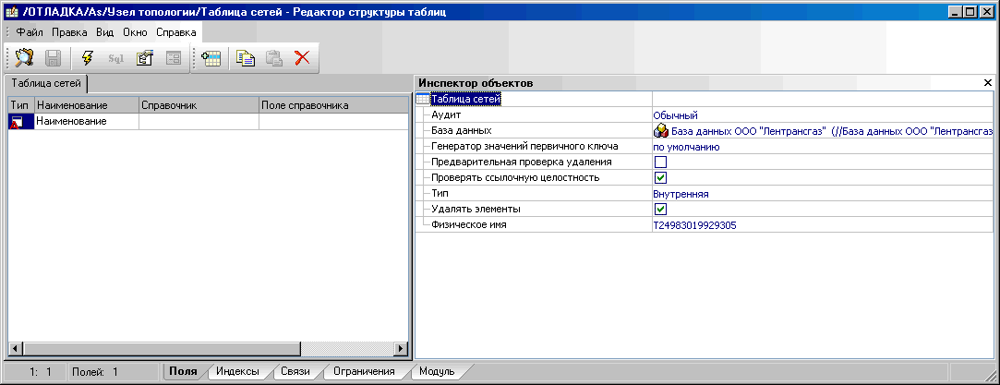 /ОТЛАДКА/As/Узел топологии/Таблица сетей - Редактор структуры таблиц
Файл Правка Вид Окно Справка
Sql
Таблица сетей
Тип Наименование Справочник Поле справочника
Наименование
Инспектор объектов
Таблица сетей
Аудит Обычный
База данных База данных ООО "Лентрансгаз" (//База данных ООО "Лентрансгаз
Генератор значений первичного ключа по умолчанию
Предварительная проверка удаления
Проверять ссылочную целостность
Тип Внутренняя
Удалять элементы
Физическое имя T24983019929305
1: 1 Полей: 1 Поля Индексы Связи Ограничения Модуль